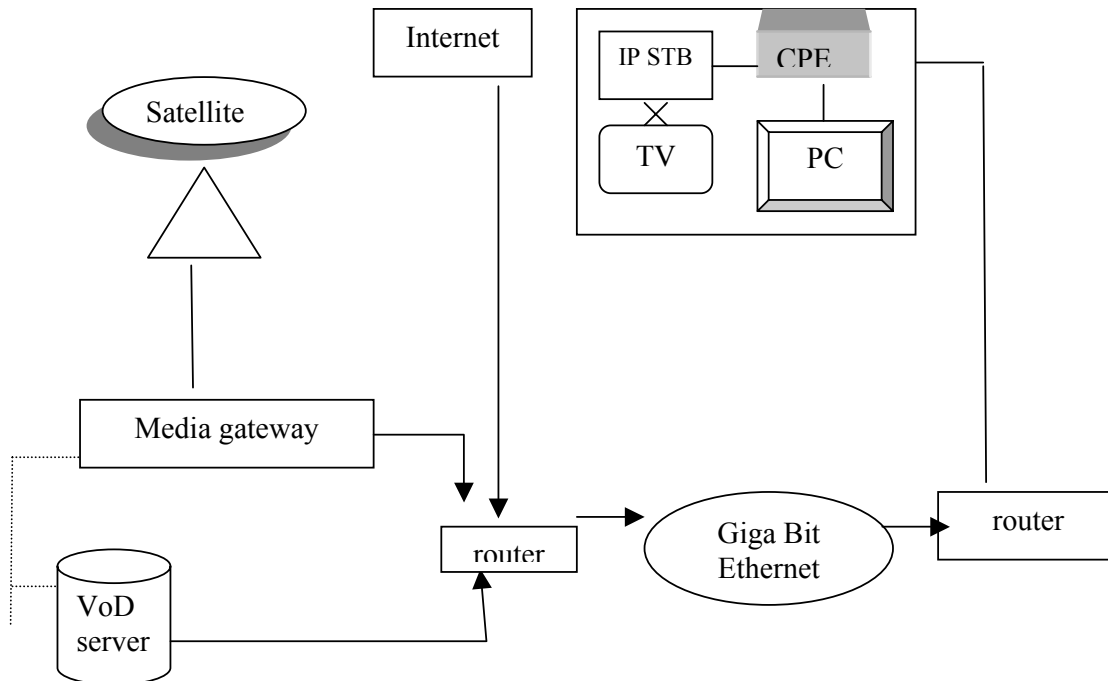 Internet
IP STB
CPE
Satellite
TV
PC
Media gateway
router
router
Giga Bit
Ethernet
VoD
server